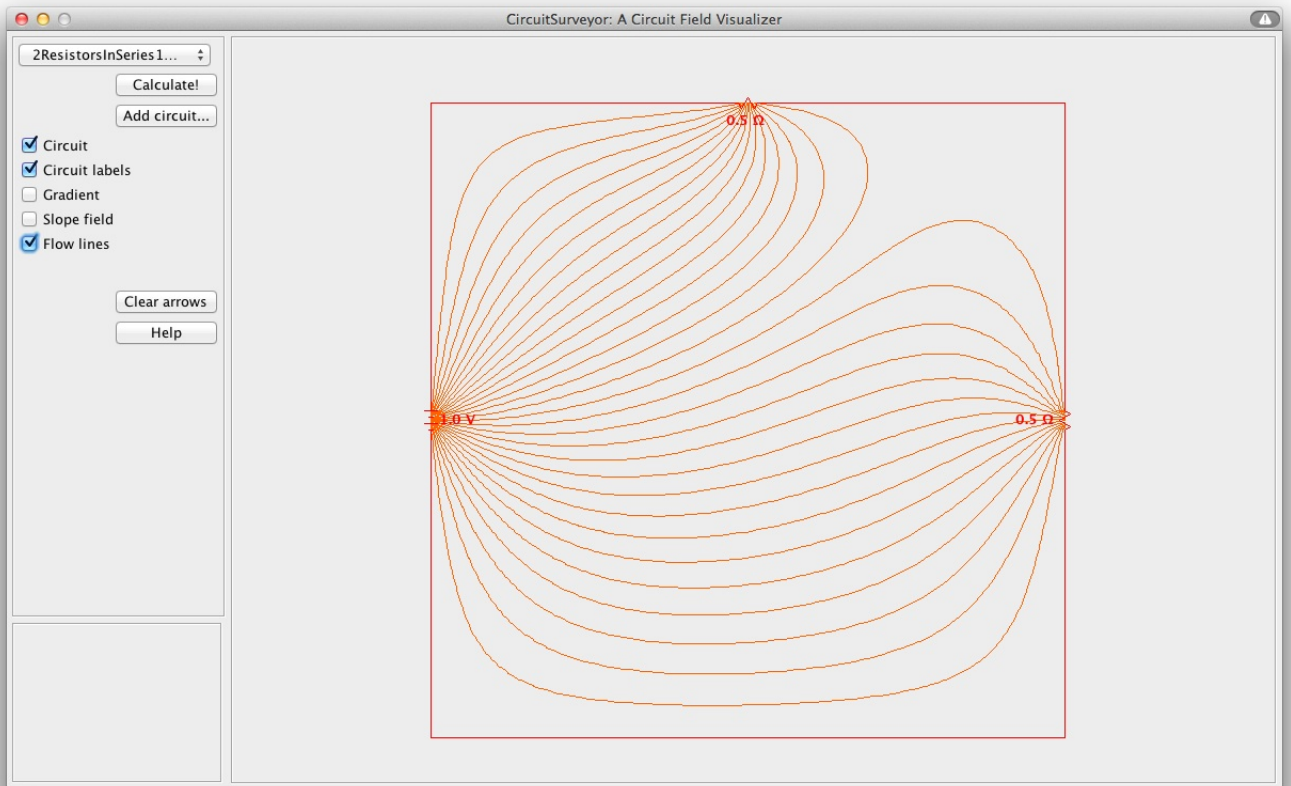 CircuitSurveyor: A Circuit Field Visualizer
2ResistorsInSeries1...
Calculate!
Add circuit...
Circuit
Circuit labels
Gradient
Slope field
Flow lines
Clear arrows
Help
0.5 Ω
1.0 V
0.5 Ω